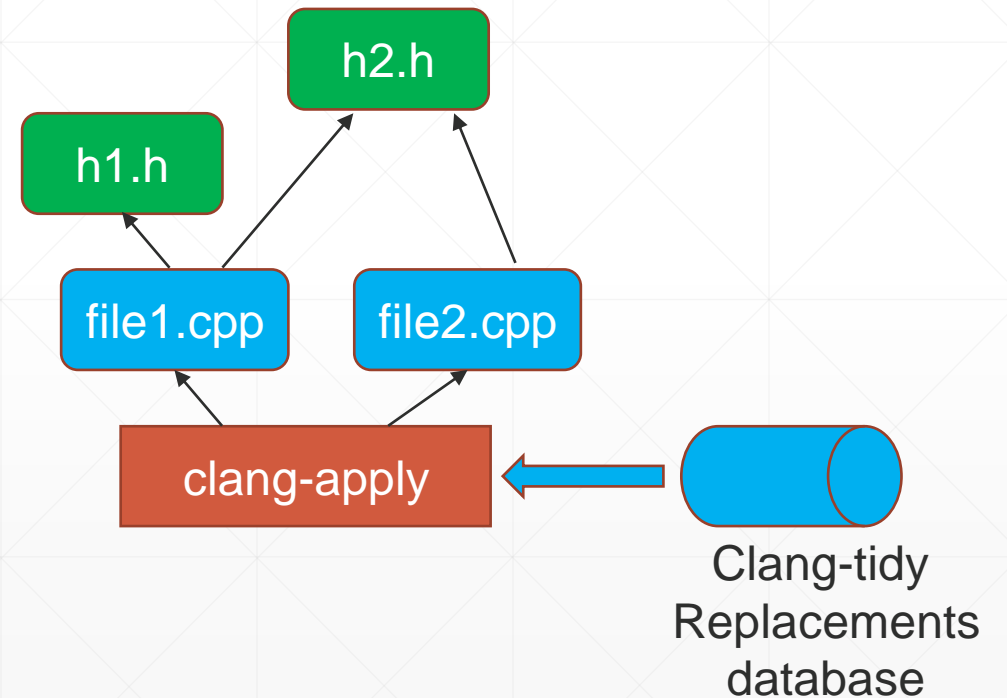 h2.h
h1.h
file1.cpp
file2.cpp
clang-apply
Clang-tidy
Replacements
database